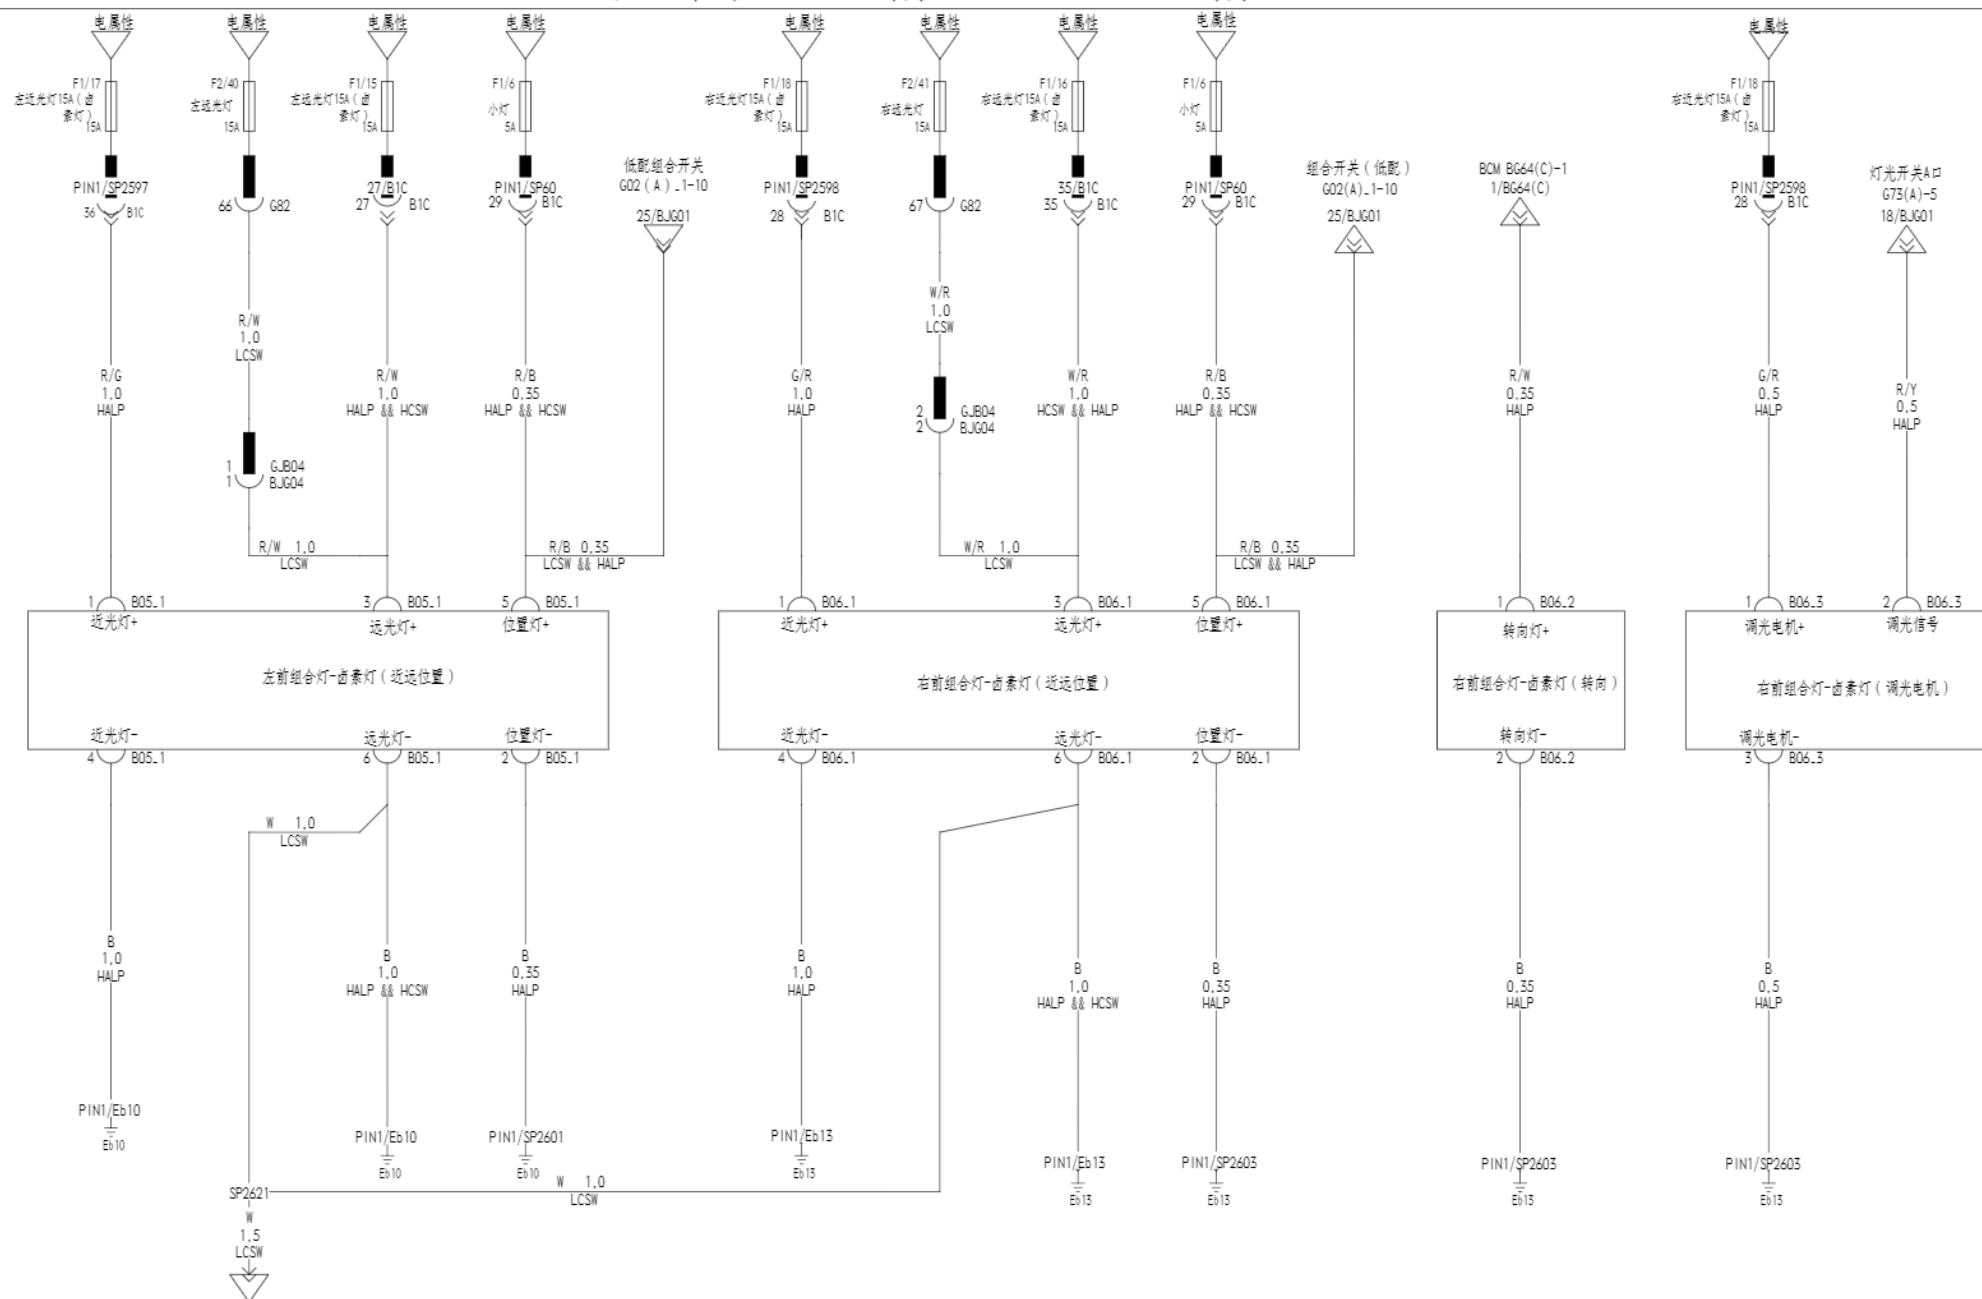 电属性 电属性 电属性 电属性 电属性 电属性 电属性 电属性 电属性
F1/17
左近光灯15A(卤
素灯)
15A
F2/40
左远光灯
15A
F1/15
左远光灯15A(卤
素灯)
15A
F1/6
小灯
5A
F1/18
右近光灯15A(卤
素灯)
15A
F2/41
右远光灯
15A
F1/16
右远光灯15A(卤
素灯)
15A
F1/6
小灯
5A
F1/18
右近光灯15A(卤
素灯)
15A
PIN1/SP2597
36 B1C
66 G82
27/B1C
27 B1C
PIN1/SP60
29 B1C
低配组合开关
G02(A)_1-10
25/BJG01
PIN1/SP2598
28 B1C
67 G82
35/B1C
35 B1C
PIN1/SP60
29 B1C
组合开关(低配)
G02(A)_1-10
25/BJG01
BCM BG64(C)-1
1/BG64(C)
PIN1/SP2598
28 B1C
灯光开关A口
G73(A)-5
18/BJG01
R/G
1.0
HALP
R/W
1.0
LCSW
R/W
1.0
HALP && HCSW
R/B
0.35
HALP && HCSW
G/R
1.0
HALP
W/R
1.0
LCSW
W/R
1.0
HCSW && HALP
R/B
0.35
HALP && HCSW
R/W
0.35
HALP
G/R
0.5
HALP
R/Y
0.5
HALP
1 GJB04
1 BJG04
2 GJB04
2 BJG04
R/W 1.0
LCSW
R/B 0.35
LCSW && HALP
W/R 1.0
LCSW
R/B 0.35
LCSW && HALP
1 B05_1 3 B05_1 5 B05_1
近光灯+ 远光灯+ 位置灯+
左前组合灯-卤素灯(近远位置)
近光灯- 远光灯- 位置灯-
4 B05_1 6 B05_1 2 B05_1
1 B06_1 3 B06_1 5 B06_1
近光灯+ 远光灯+ 位置灯+
右前组合灯-卤素灯(近远位置)
近光灯- 远光灯- 位置灯-
4 B06_1 6 B06_1 2 B06_1
1 B06_2
转向灯+
右前组合灯-卤素灯(转向)
转向灯-
2 B06_2
1 B06_3 2 B06_3
调光电机+ 调光信号
右前组合灯-卤素灯(调光电机)
调光电机-
3 B06_3
W 1.0
LCSW
B
1.0
HALP
B
1.0
HALP && HCSW
B
0.35
HALP
B
1.0
HALP
B
1.0
HALP && HCSW
B
0.35
HALP
B
0.35
HALP
B
0.5
HALP
PIN1/Eb10
Eb10
PIN1/Eb10
Eb10
PIN1/SP2601
Eb10
PIN1/Eb13
Eb13
PIN1/Eb13
Eb13
PIN1/SP2603
Eb13
PIN1/SP2603
Eb13
PIN1/SP2603
Eb13
SP2621
W 1.0
LCSW
W
1.5
LCSW